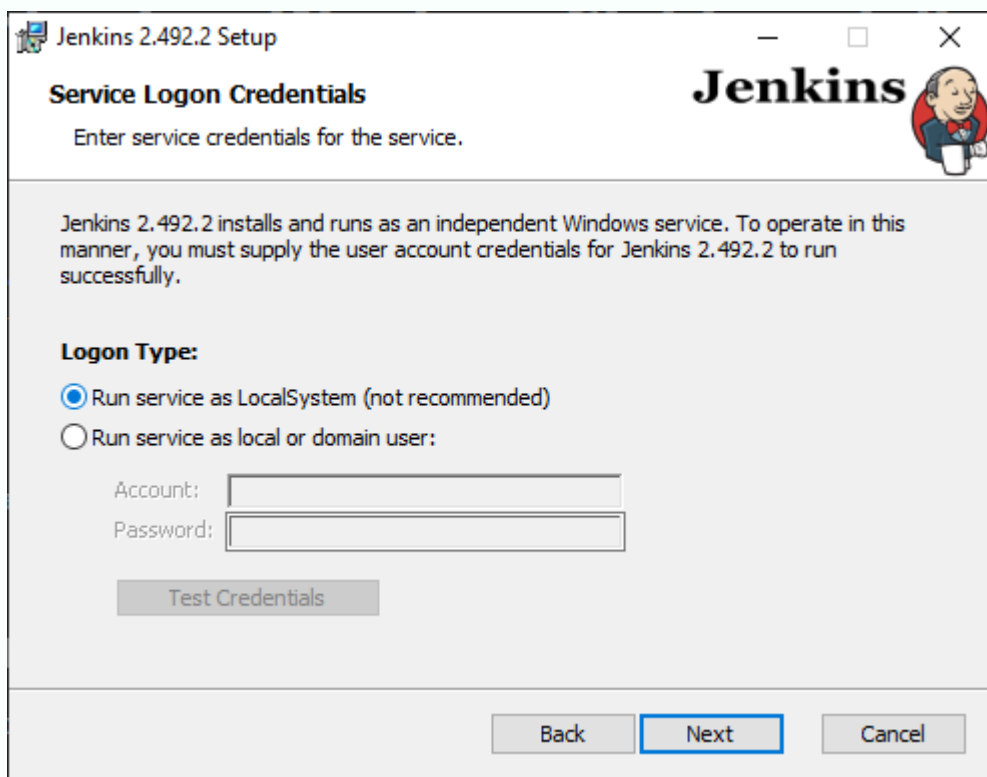 Jenkins 2.492.2 Setup
Service Logon Credentials
Jenkins
Enter service credentials for the service.
Jenkins 2.492.2 installs and runs as an independent Windows service. To operate in this
manner, you must supply the user account credentials for Jenkins 2.492.2 to run
successfully.
Logon Type:
Run service as LocalSystem (not recommended)
Run service as local or domain user:
Account:
Password:
Test Credentials
Back
Next
Cancel